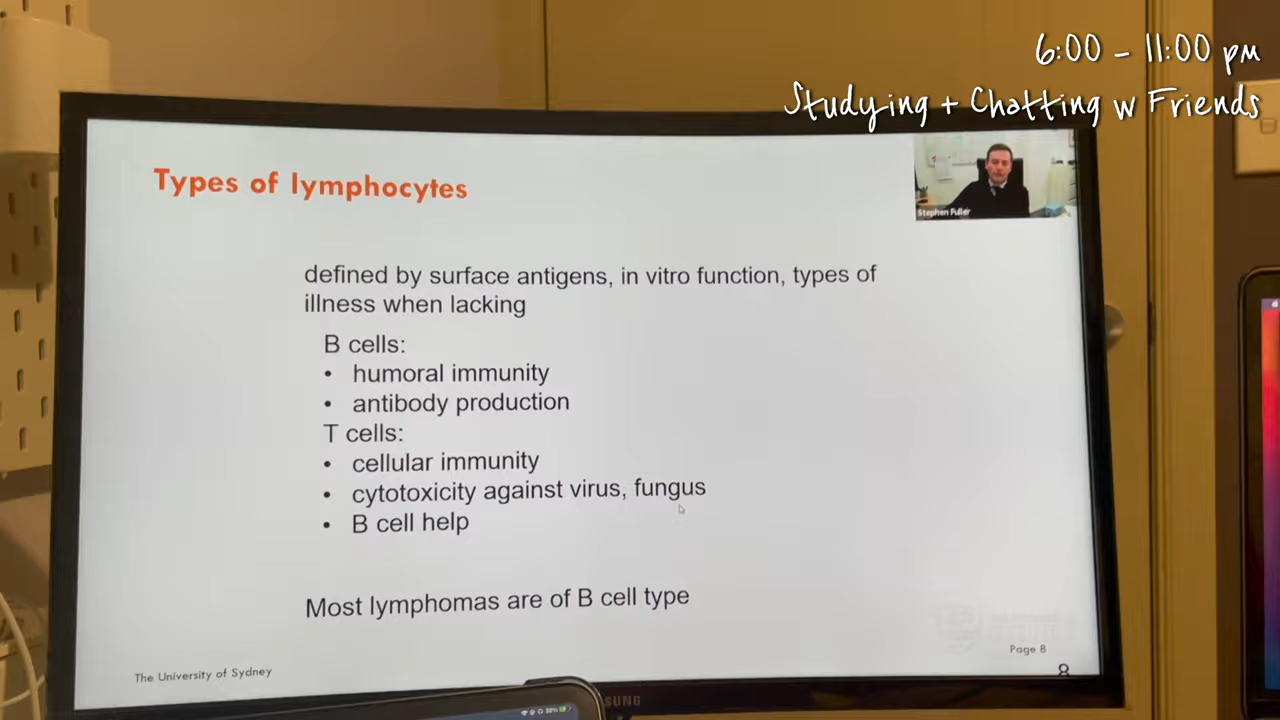 6:00 - 11:00 pm
Studying + Chatting w Friends
Types of lymphocytes
Stephen Fuller
defined by surface antigens, in vitro function, types of
illness when lacking
B cells:
• humoral immunity
• antibody production
T cells:
• cellular immunity
• cytotoxicity against virus, fungus
• B cell help
Most lymphomas are of B cell type
Page 8
8
The University of Sydney
SUNG